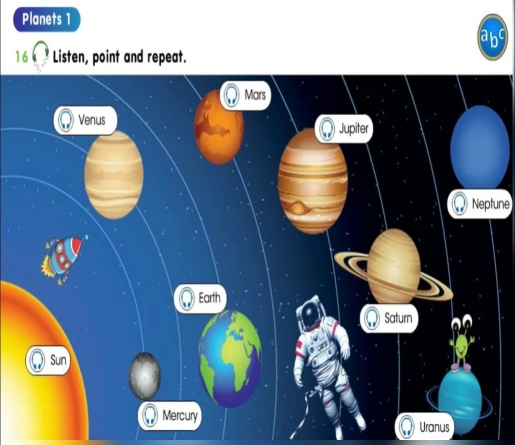 Planets 1
abc
16 Listen, point and repeat.
Mars
Venus
Jupiter
Neptune
Earth
Saturn
Sun
Mercury
Uranus